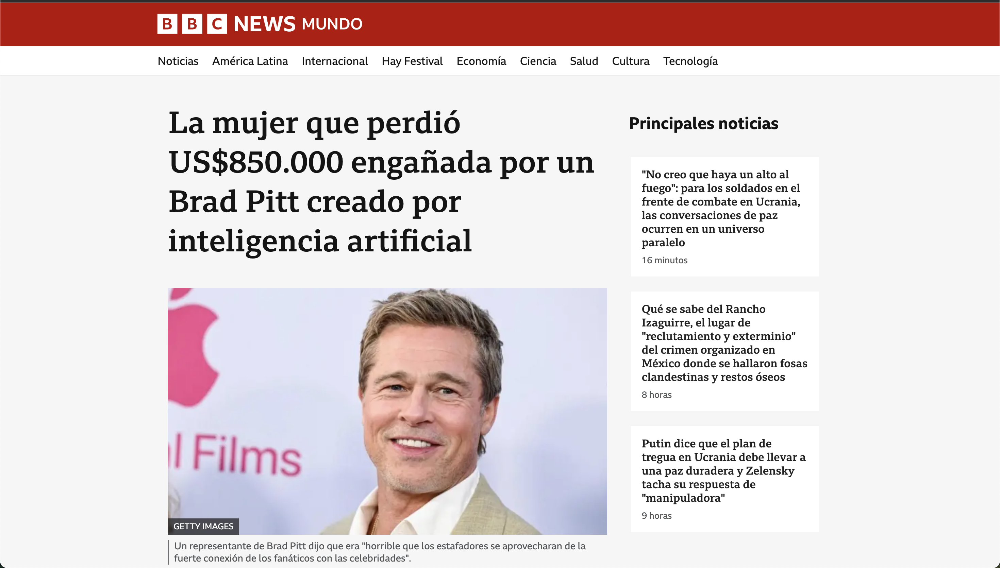 BBC NEWS MUNDO
Noticias América Latina Internacional Hay Festival Economía Ciencia Salud Cultura Tecnología
La mujer que perdió
US$850.000 engañada por un
Brad Pitt creado por
inteligencia artificial
l Films
GETTY IMAGES
Un representante de Brad Pitt dijo que era "horrible que los estafadores se aprovecharan de la
fuerte conexión de los fanáticos con las celebridades".
Principales noticias
"No creo que haya un alto al
fuego": para los soldados en el
frente de combate en Ucrania,
las conversaciones de paz
ocurren en un universo
paralelo
16 minutos
Qué se sabe del Rancho
Izaguirre, el lugar de
"reclutamiento y exterminio"
del crimen organizado en
México donde se hallaron fosas
clandestinas y restos óseos
8 horas
Putin dice que el plan de
tregua en Ucrania debe llevar a
una paz duradera y Zelensky
tacha su respuesta de
"manipuladora"
9 horas